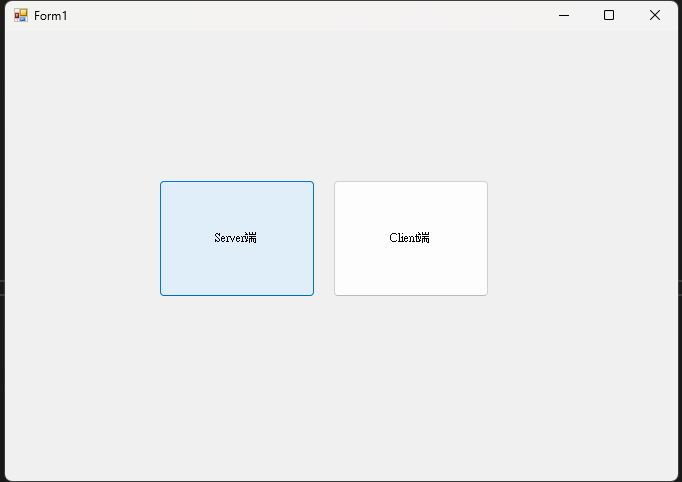 Form1
Server端
Client端